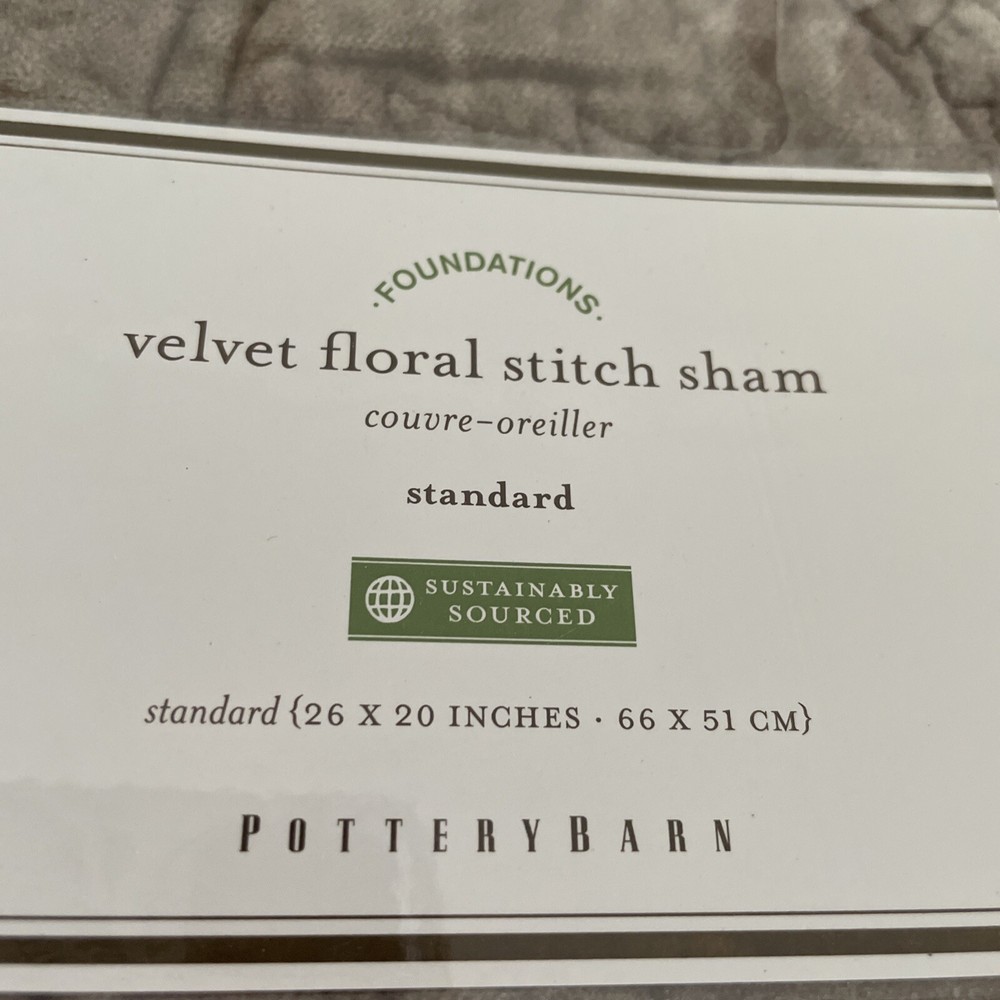 ·FOUNDATIONS·
velvet floral stitch sham
couvre-oreiller
standard
SUSTAINABLY
SOURCED
standard {26 X 20 INCHES · 66 X 51 CM}
POTTERYBARN